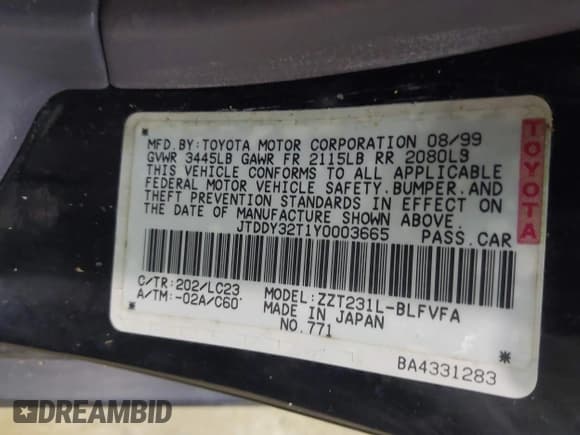 MFD.BY:TOYOTA MOTOR CORPORATION 08/99
GVWR 3445LB GAWR FR 2115LB RR 2080LB
THIS VEHICLE CONFORMS TO ALL APPLICABLE
FEDERAL MOTOR VEHICLE SAFETY.BUMPER.AND
THEFT PREVENTION STANDARDS IN EFFECT ON
THE DATE OF MANUFACTURE SHOWN ABOVE.
JTDDY32T1Y0003665 PASS.CAR
TOYOTA
* *
C/TR:202/LC23 MODEL:ZZT231L-BLFVFA
A/TM:-02A/C60 MADE IN JAPAN
NO.771
*
BA4331283
DREAMBID